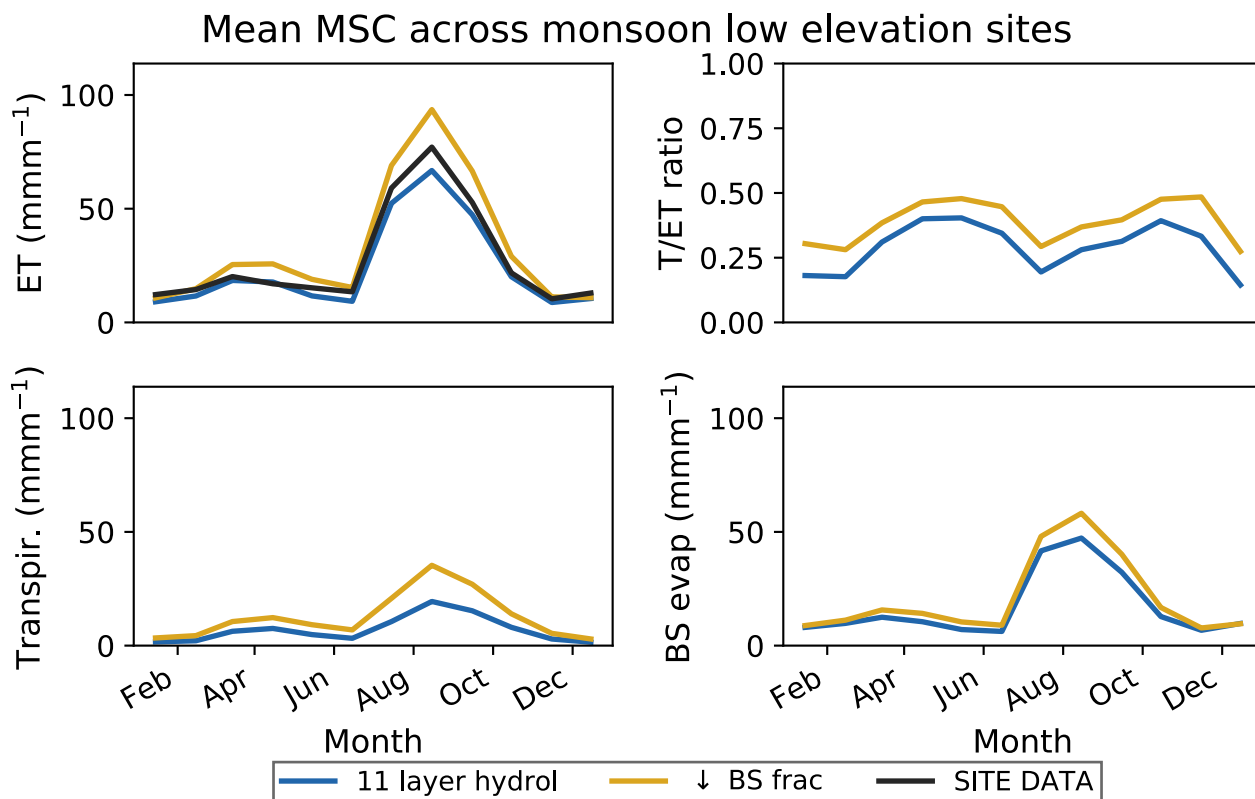 Mean MSC across monsoon low elevation sites
ET (mmm⁻¹)
100
50
0
T/ET ratio
1.00
0.75
0.50
0.25
0.00
Transpir. (mmm⁻¹)
100
50
0
Feb Apr Jun Aug Oct Dec
Month
BS evap (mmm⁻¹)
100
50
0
Feb Apr Jun Aug Oct Dec
Month
11 layer hydrol ↓ BS frac SITE DATA